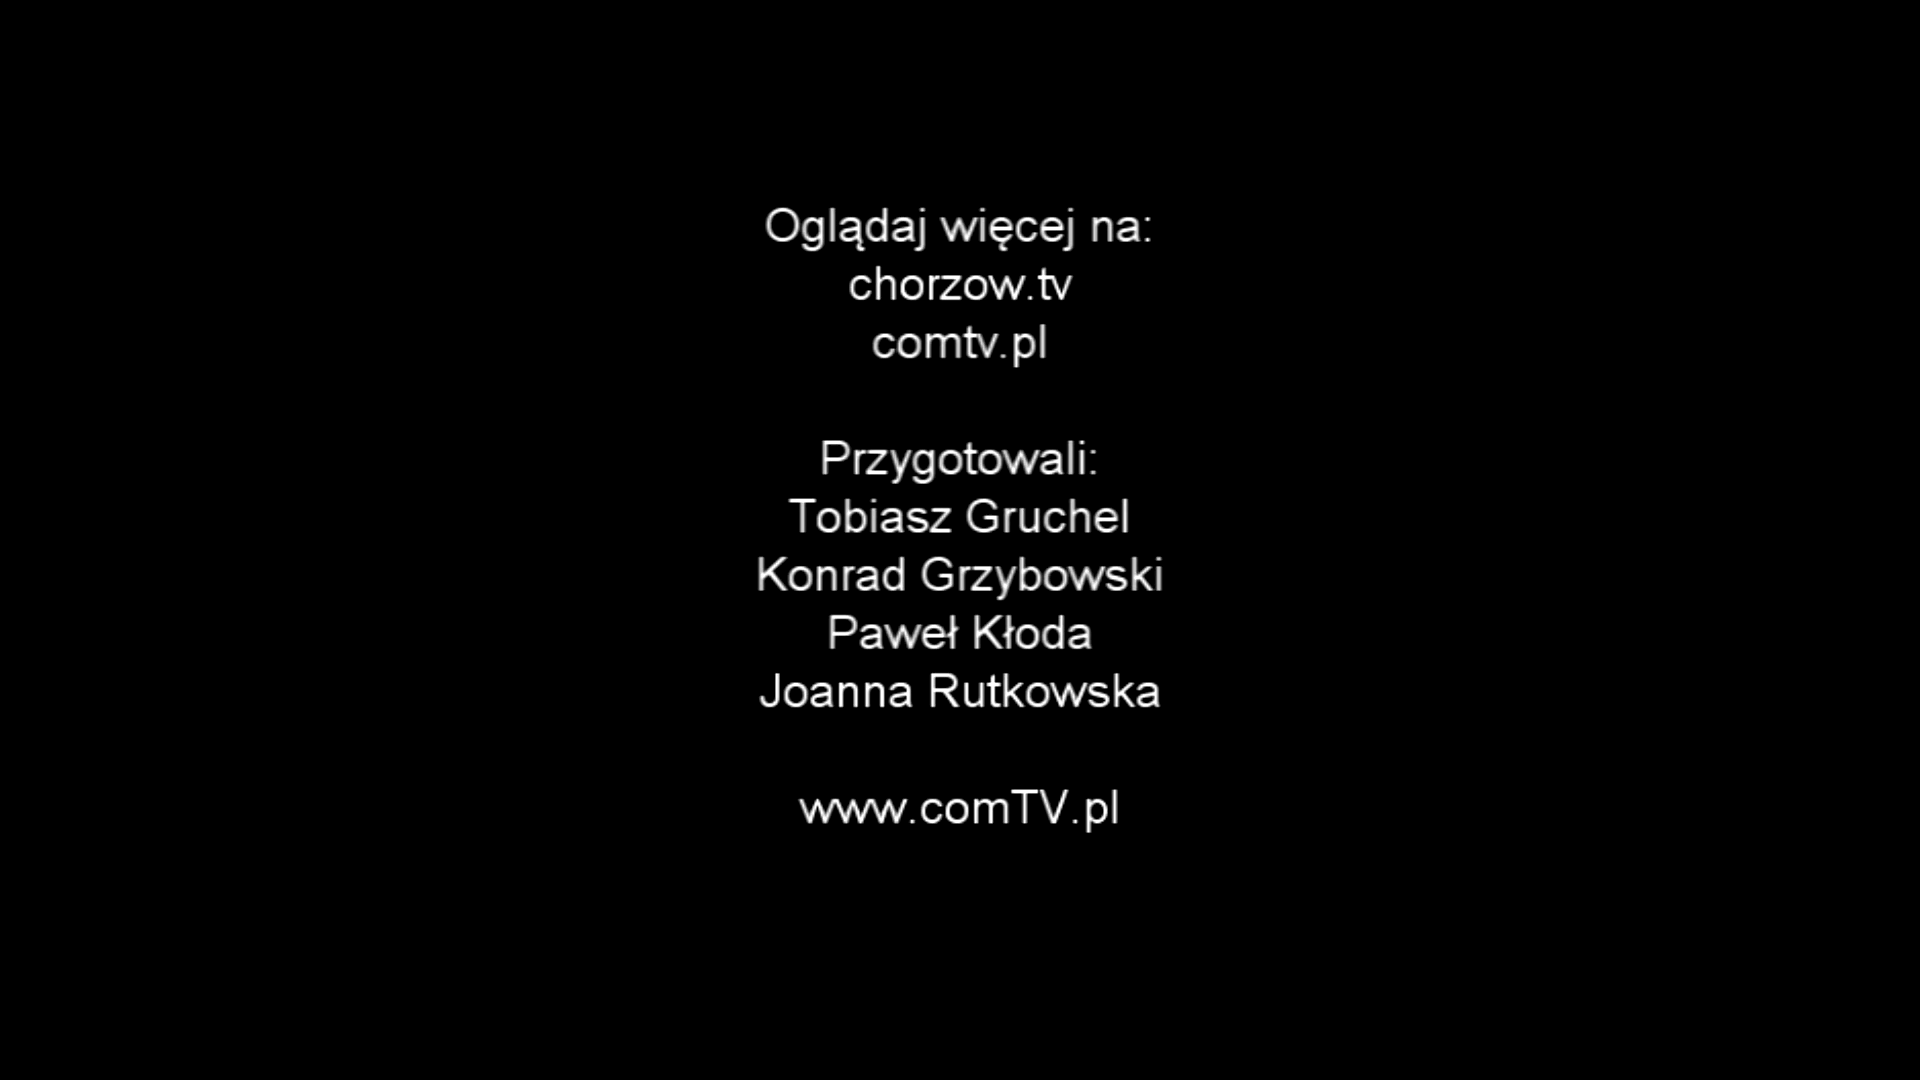 Oglądaj więcej na:
chorzow.tv
comtv.pl
Przygotowali:
Tobiasz Gruchel
Konrad Grzybowski
Paweł Kłoda
Joanna Rutkowska
www.comTV.pl